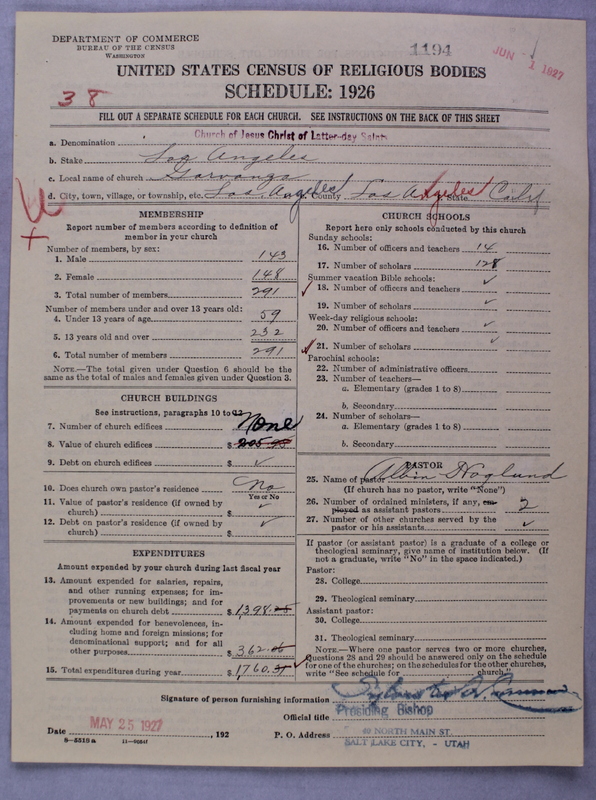 DEPARTMENT OF COMMERCE
BUREAU OF THE CENSUS
WASHINGTON
1194
JUN 1 1927
UNITED STATES CENSUS OF RELIGIOUS BODIES
SCHEDULE: 1926
38
FILL OUT A SEPARATE SCHEDULE FOR EACH CHURCH. SEE INSTRUCTIONS ON THE BACK OF THIS SHEET
a. Denomination Church of Jesus Christ of Latter-day Saints
b. Stake Los Angeles
c. Local name of church Garvanza
d. City, town, village, or township, etc. Los Angeles County Los Angeles State Calif
MEMBERSHIP
Report number of members according to definition of
member in your church
Number of members, by sex:
1. Male 143
2. Female 148
3. Total number of members 291
Number of members under and over 13 years old:
4. Under 13 years of age 59
5. 13 years old and over 232
6. Total number of members 291
NOTE.—The total given under Question 6 should be the
same as the total of males and females given under Question 3.
CHURCH BUILDINGS
See instructions, paragraphs 10 to 12
7. Number of church edifices None
8. Value of church edifices $
9. Debt on church edifices $
10. Does church own pastor's residence No
Yes or No
11. Value of pastor's residence (if owned by
church) $
12. Debt on pastor's residence (if owned by
church) $
EXPENDITURES
Amount expended by your church during last fiscal year
13. Amount expended for salaries, repairs,
and other running expenses; for im-
provements or new buildings; and for
payments on church debt $ 1,398
14. Amount expended for benevolences, in-
cluding home and foreign missions; for
denominational support; and for all
other purposes $ 362
15. Total expenditures during year $ 1,760
CHURCH SCHOOLS
Report here only schools conducted by this church
Sunday schools:
16. Number of officers and teachers 14
17. Number of scholars 128
Summer vacation Bible schools:
18. Number of officers and teachers
19. Number of scholars
Week-day religious schools:
20. Number of officers and teachers
21. Number of scholars
Parochial schools:
22. Number of administrative officers
23. Number of teachers—
a. Elementary (grades 1 to 8)
b. Secondary
24. Number of scholars—
a. Elementary (grades 1 to 8)
b. Secondary
PASTOR
25. Name of pastor Albin Hoglund
(If church has no pastor, write "None")
26. Number of ordained ministers, if any, em-
ployed as assistant pastors 2
27. Number of other churches served by the
pastor or his assistants
If pastor (or assistant pastor) is a graduate of a college or
theological seminary, give name of institution below. (If
not a graduate, write "No" in the space indicated.)
Pastor:
28. College
29. Theological seminary
Assistant pastor:
30. College
31. Theological seminary
NOTE.—Where one pastor serves two or more churches,
Questions 28 and 29 should be answered only on the schedule
for one of the churches; on the schedules for the other churches,
write "See schedule for church."
Signature of person furnishing information
Official title Presiding Bishop
Date MAY 25 1927, 192 P. O. Address 40 NORTH MAIN ST.
SALT LAKE CITY, - UTAH